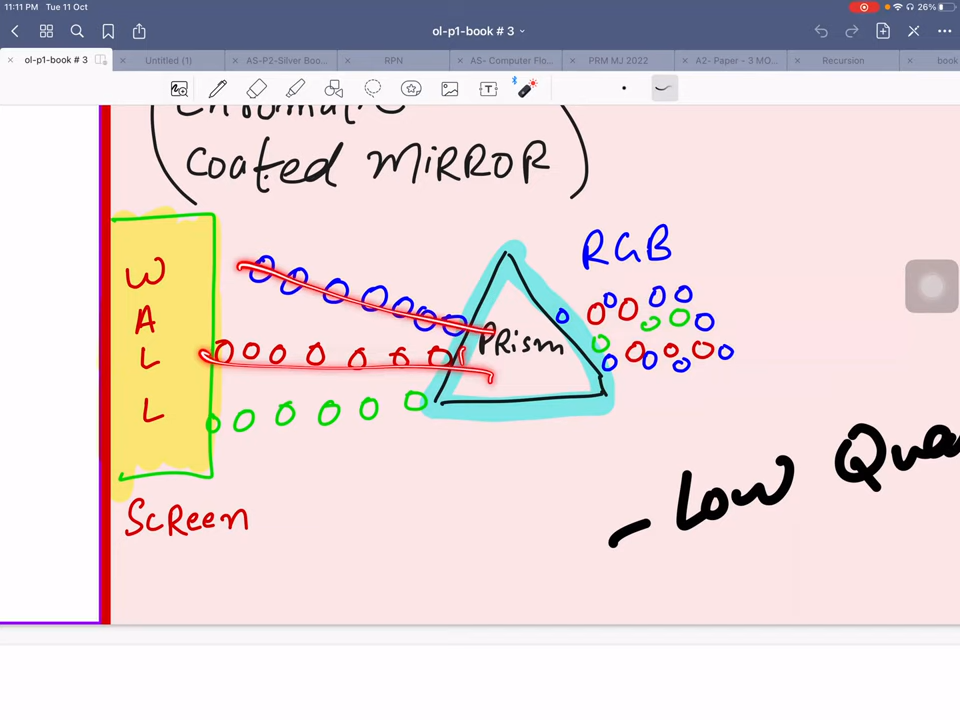 11:11 PM Tue 11 Oct
26%
ol-p1-book # 3
ol-p1-book # 3
Untitled (1)
AS-P2-Silver Boo...
RPN
AS- Computer Flo...
PRM MJ 2022
A2- Paper - 3 MO...
Recursion
book
Coated MiRROR
RGB
W
A
L
L
PRism
- Low
ScReen